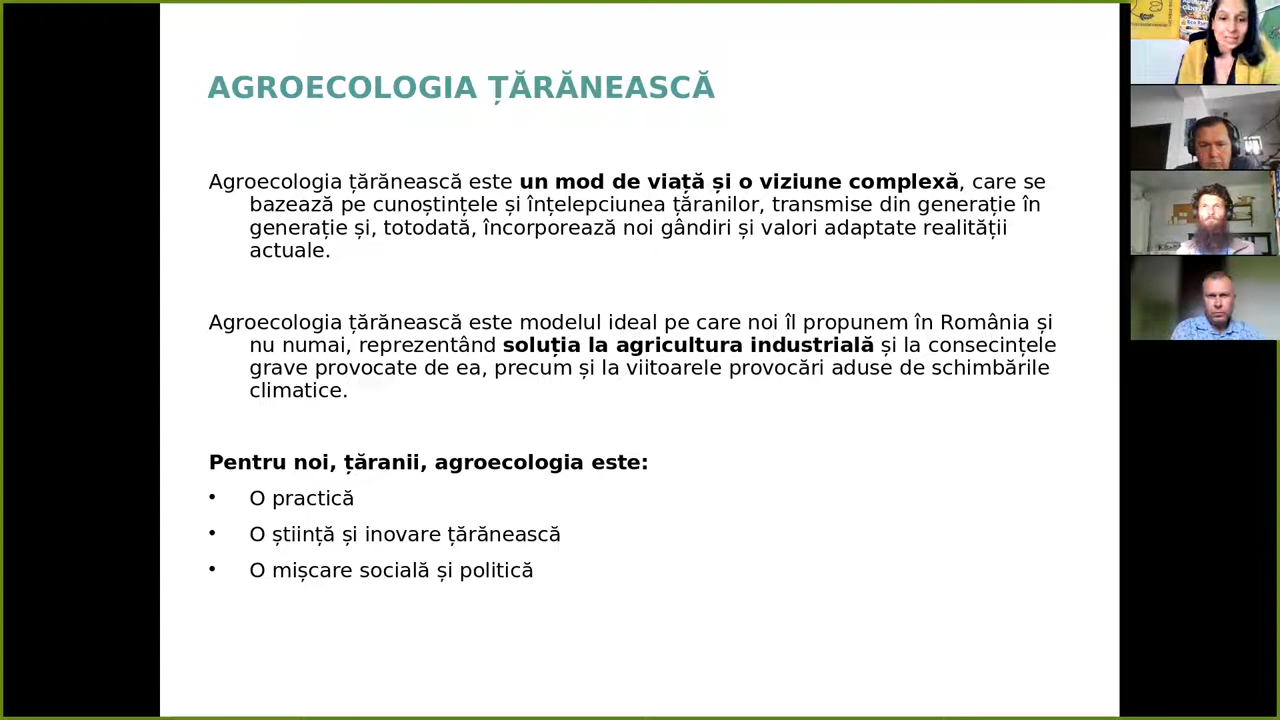 AGROECOLOGIA ȚĂRĂNEASCĂ
Agroecologia țărănească este un mod de viață și o viziune complexă, care se
bazează pe cunoștințele și înțelepciunea țăranilor, transmise din generație în
generație și, totodată, încorporează noi gândiri și valori adaptate realității
actuale.
Agroecologia țărănească este modelul ideal pe care noi îl propunem în România și
nu numai, reprezentând soluția la agricultura industrială și la consecințele
grave provocate de ea, precum și la viitoarele provocări aduse de schimbările
climatice.
Pentru noi, țăranii, agroecologia este:
• O practică
• O știință și inovare țărănească
• O mișcare socială și politică